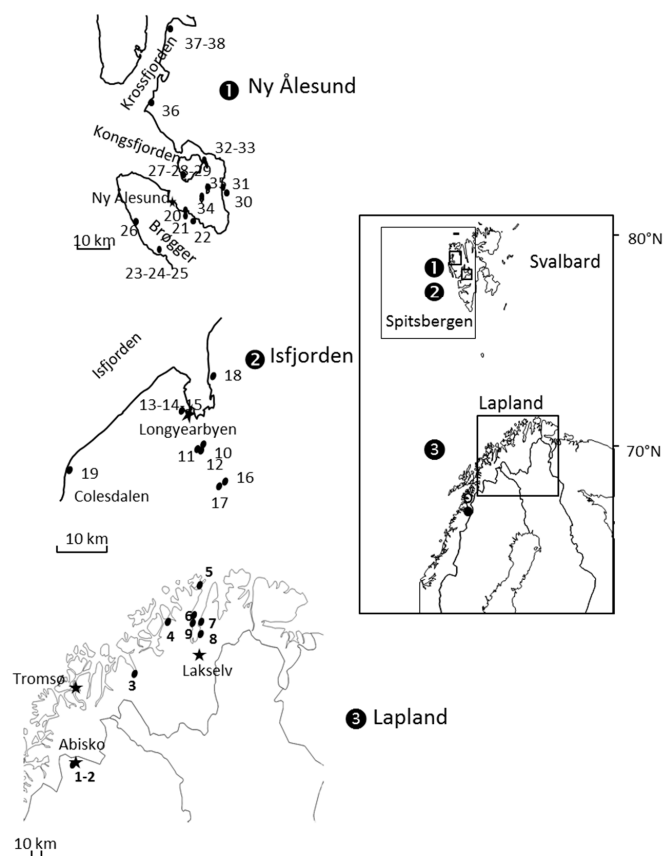 37-38
Krossfjorden
❶ Ny Ålesund
36
Kongsfjorden
32-33
27-28-29
35
31
30
Ny Ålesund
34
20
21
22
26
Brøgger
10 km
23-24-25
80°N
Svalbard
❶
❷
Spitsbergen
Isfjorden
❷ Isfjorden
18
13-14-15
Longyearbyen
11
10
12
16
17
19
Colesdalen
10 km
Lapland
❸
70°N
5
6
7
4
9
8
Lakselv
3
Tromsø
❸ Lapland
Abisko
1-2
10 km